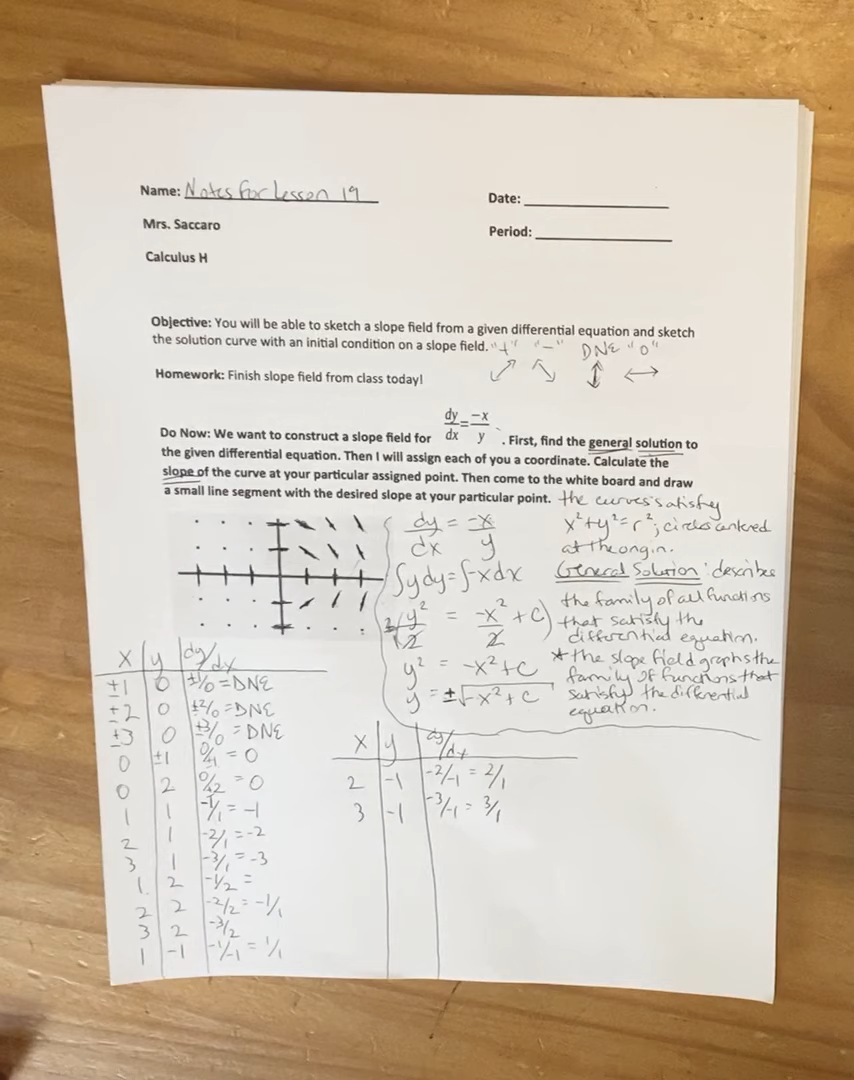 Name: Notes for Lesson 19
Date:
Mrs. Saccaro
Period:
Calculus H
Objective: You will be able to sketch a slope field from a given differential equation and sketch
the solution curve with an initial condition on a slope field. "+" "-" DNE "0"
Homework: Finish slope field from class today!
Do Now: We want to construct a slope field for dy/dx = -x/y . First, find the general solution to
the given differential equation. Then I will assign each of you a coordinate. Calculate the
slope of the curve at your particular assigned point. Then come to the white board and draw
a small line segment with the desired slope at your particular point.
the curves satisfy
x²+y²=r²; circles centered
at the origin.
General Solution: describes
the family of all functions
that satisfy the
differential equation.
* the slope field graphs the
family of functions that
satisfy the differential
equation.
dy/dx = -x/y
∫ydy=∫-xdx
2(y²/2 = -x²/2 + C)
y² = -x²+C
y = ±√-x²+C
x y dy/dx
±1 0 ±1/0 = DNE
±2 0 ±2/0 = DNE
±3 0 ±3/0 = DNE
0 ±1 0/±1 = 0
0 2 0/±2 = 0
1 1 -1/1 = -1
2 1 -2/1 = -2
3 1 -3/1 = -3
1 2 -1/2 =
2 2 -2/2 = -1/1
3 2 -3/2
1 -1 -1/-1 = 1/1
x y dy/dx
2 -1 -2/-1 = 2/1
3 -1 -3/-1 = 3/1